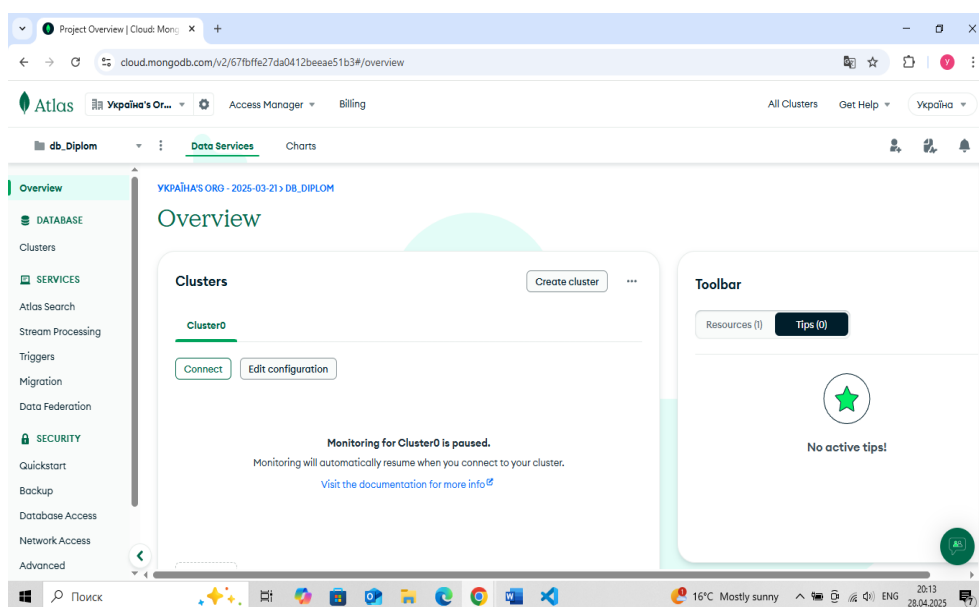 Project Overview | Cloud: Mong
cloud.mongodb.com/v2/67fbffe27da0412beeae51b3#/overview
Atlas
Україна's Or...
Access Manager
Billing
All Clusters
Get Help
Україна
db_Diplom
Data Services
Charts
Overview
DATABASE
Clusters
SERVICES
Atlas Search
Stream Processing
Triggers
Migration
Data Federation
SECURITY
Quickstart
Backup
Database Access
Network Access
Advanced
УКРАЇНА'S ORG - 2025-03-21 > DB_DIPLOM
Overview
Clusters
Create cluster
Cluster0
Connect
Edit configuration
Monitoring for Cluster0 is paused.
Monitoring will automatically resume when you connect to your cluster.
Visit the documentation for more info
Toolbar
Resources (1)
Tips (0)
No active tips!
Поиск
16°C Mostly sunny
ENG
20:13
28.04.2025